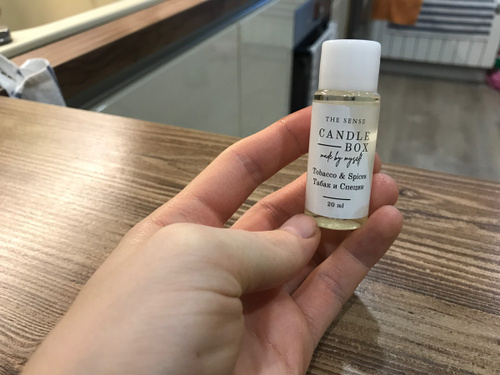 THE SENSE
CANDLE
BOX
made by myself
Tobacco & Spices
Табак и Специи
20 ml